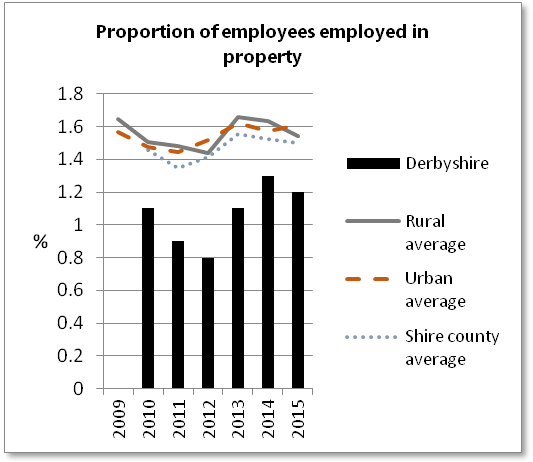 Proportion of employees employed in
property
1.8
1.6
1.4
1.2
1
0.8
0.6
0.4
0.2
0
%
2009
2010
2011
2012
2013
2014
2015
Derbyshire
Rural
average
Urban
average
Shire county
average